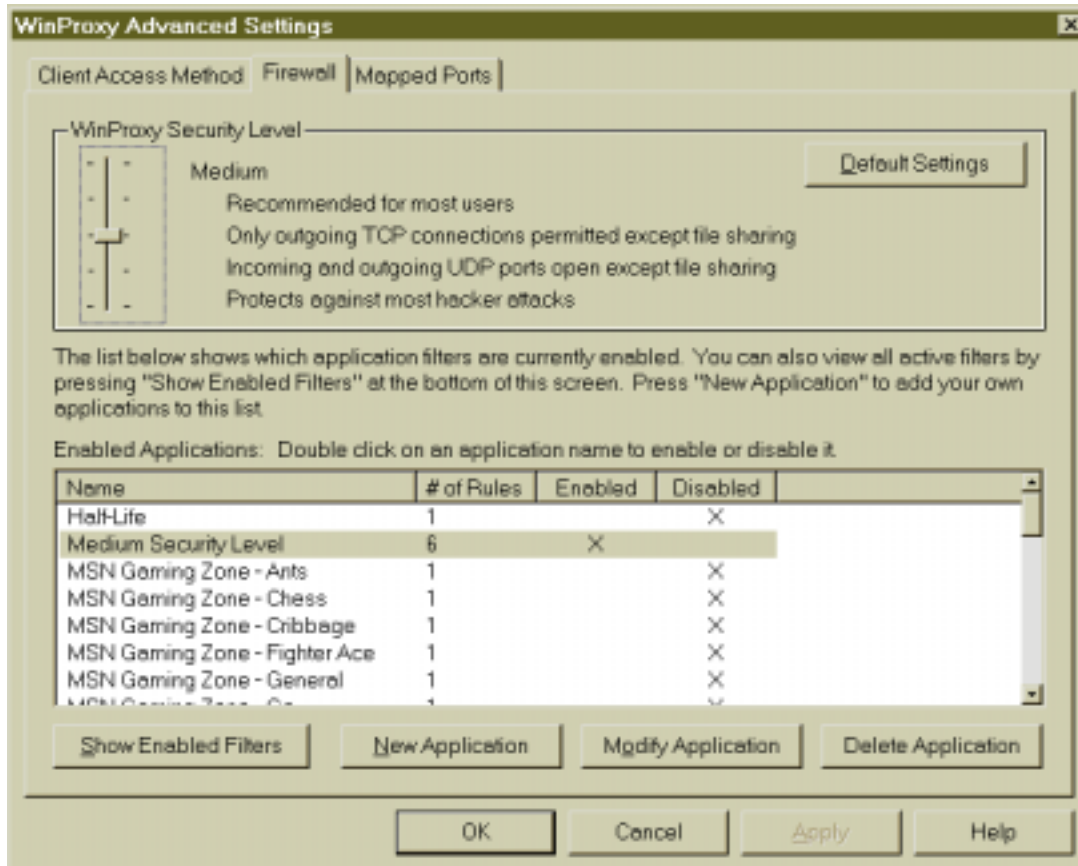 WinProxy Advanced Settings
Client Access Method Firewall Mapped Ports
WinProxy Security Level
Default Settings
Medium
Recommended for most users
Only outgoing TCP connections permitted except file sharing
Incoming and outgoing UDP ports open except file sharing
Protects against most hacker attacks
The list below shows which application filters are currently enabled. You can also view all active filters by
pressing "Show Enabled Filters" at the bottom of this screen. Press "New Application" to add your own
applications to this list.
Enabled Applications: Double click on an application name to enable or disable it.
Name # of Rules Enabled Disabled
Half-Life 1 X
Medium Security Level 6 X
MSN Gaming Zone - Ants 1 X
MSN Gaming Zone - Chess 1 X
MSN Gaming Zone - Cribbage 1 X
MSN Gaming Zone - Fighter Ace 1 X
MSN Gaming Zone - General 1 X
MSN Gaming Zone - Go 1 X
Show Enabled Filters New Application Modify Application Delete Application
OK Cancel Apply Help